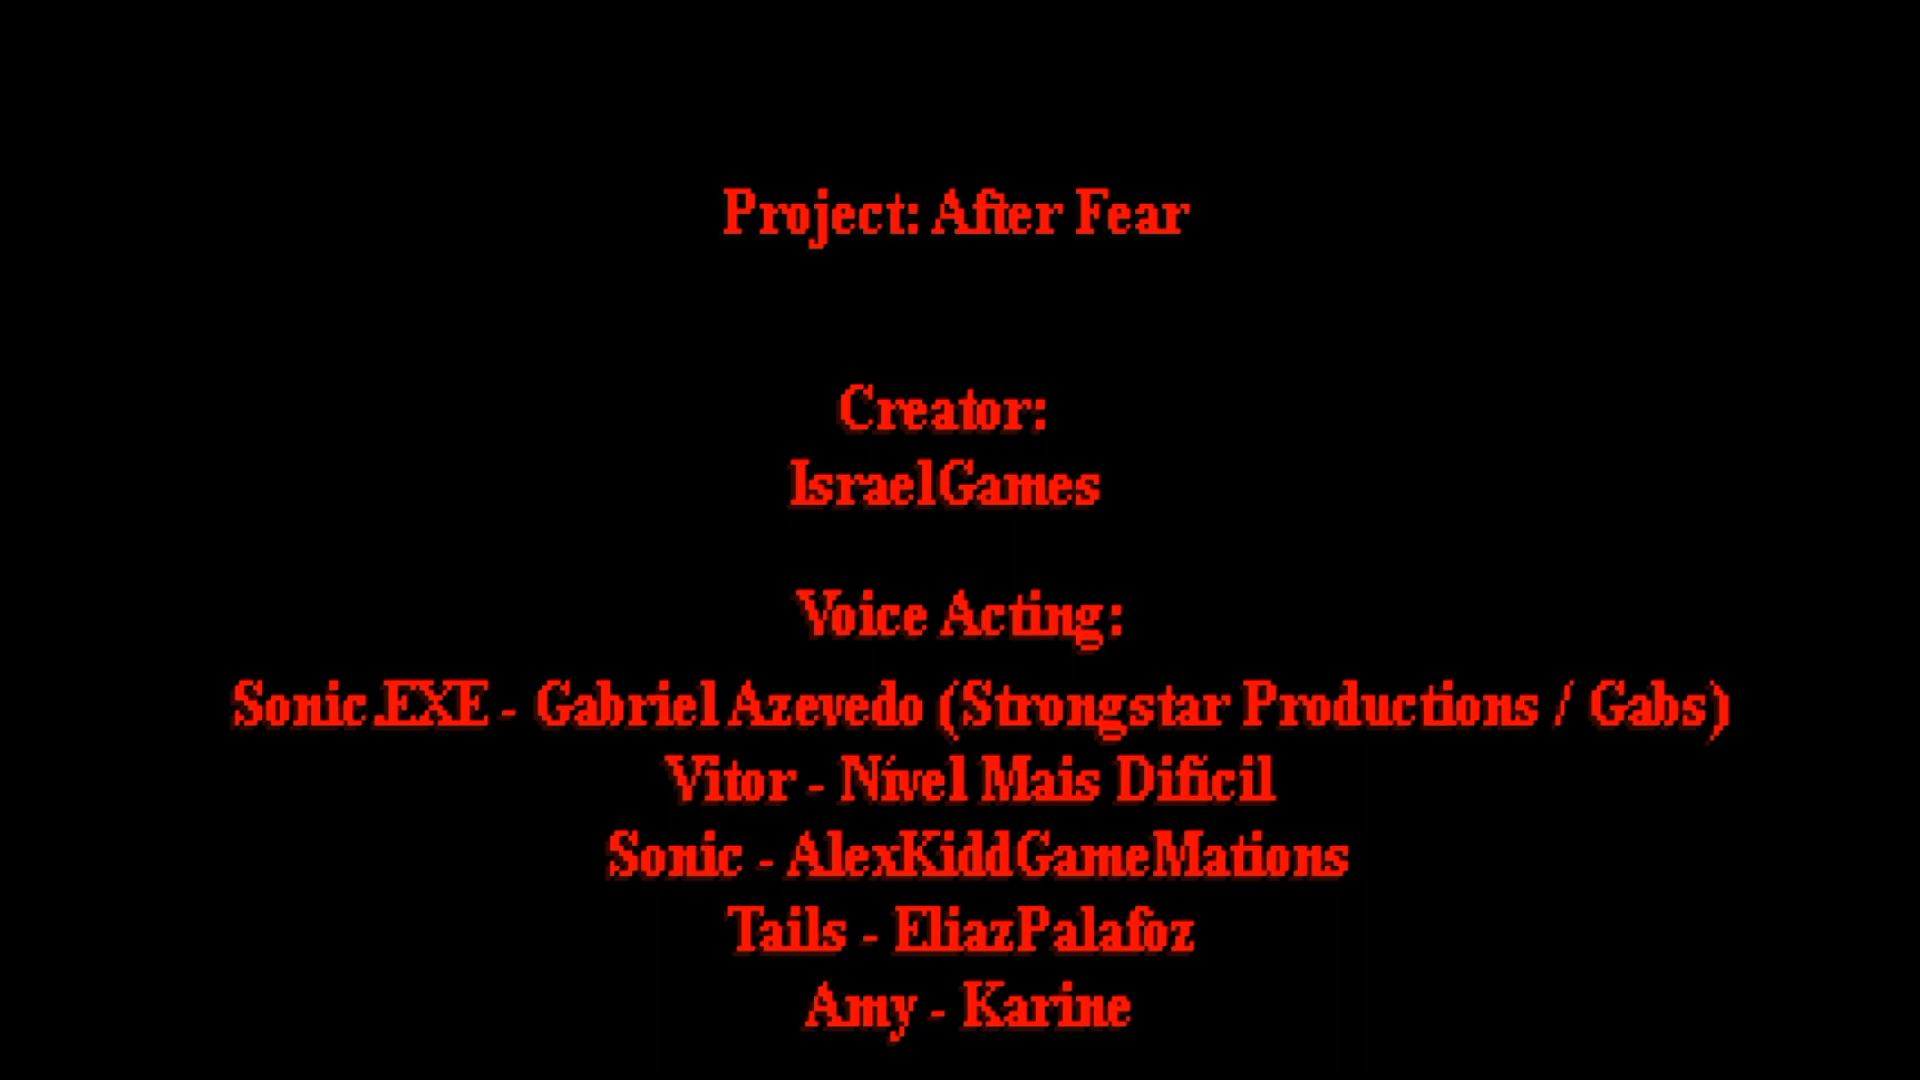 Project: After Fear
Creator:
IsraelGames
Voice Acting:
Sonic.EXE - Gabriel Azevedo (Strongstar Productions / Gabs)
Vitor - Nível Mais Difícil
Sonic - AlexKiddGameMations
Tails - EliazPalafoz
Amy - Karine